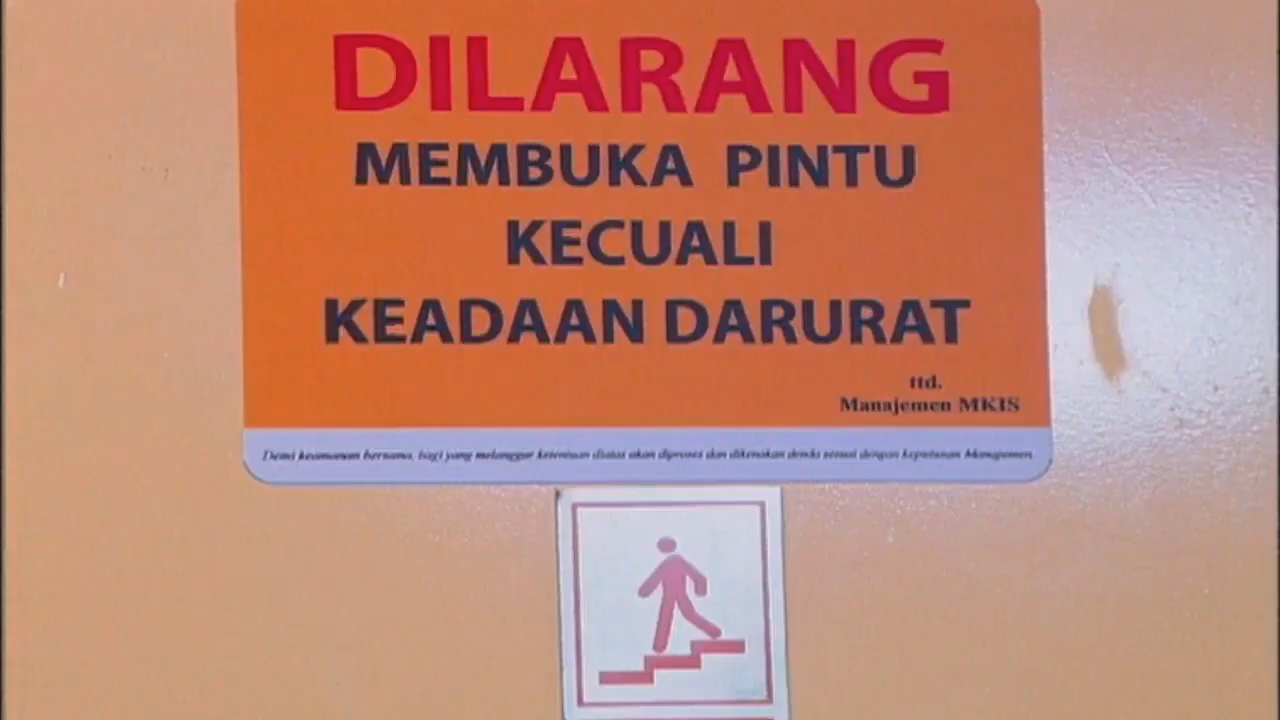 DILARANG
MEMBUKA PINTU
KECUALI
KEADAAN DARURAT
ttd.
Manajemen MKIS
Demi keamanan bersama, bagi yang melanggar ketentuan diatas akan diproses dan dikenakan denda sesuai dengan keputusan Manajemen